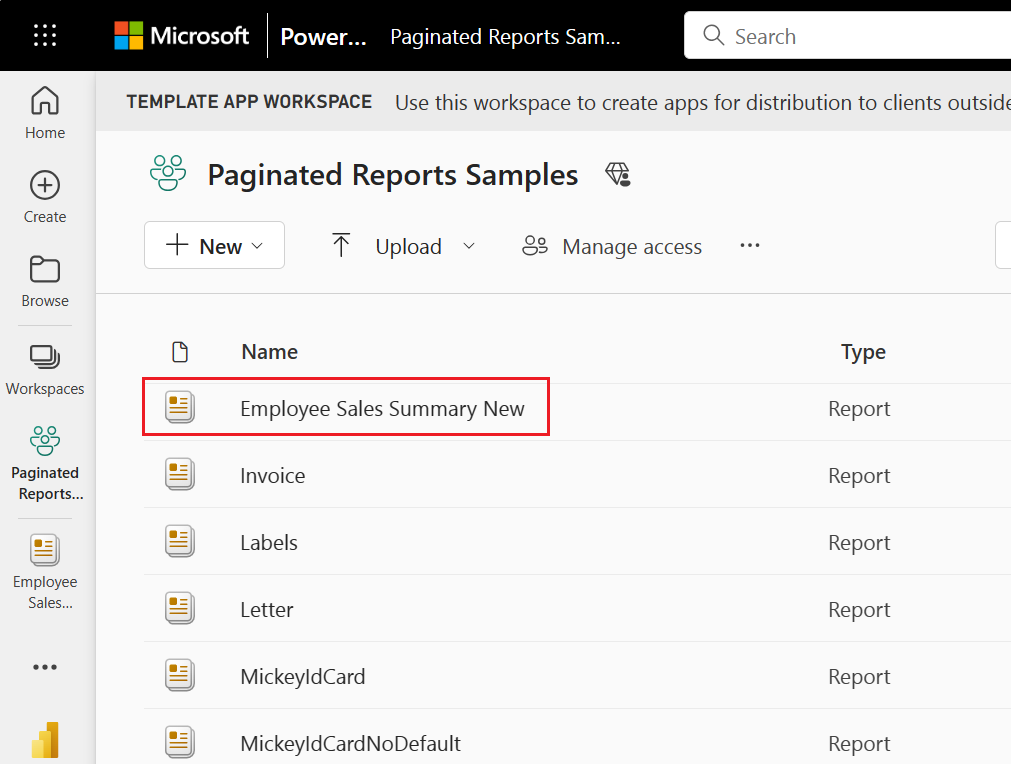 Microsoft Power... Paginated Reports Sam... Search
TEMPLATE APP WORKSPACE Use this workspace to create apps for distribution to clients outside
Home
Create
Browse
Workspaces
Paginated
Reports...
Employee
Sales...
Paginated Reports Samples
New Upload Manage access
Name Type
Employee Sales Summary New Report
Invoice Report
Labels Report
Letter Report
MickeyIdCard Report
MickeyIdCardNoDefault Report